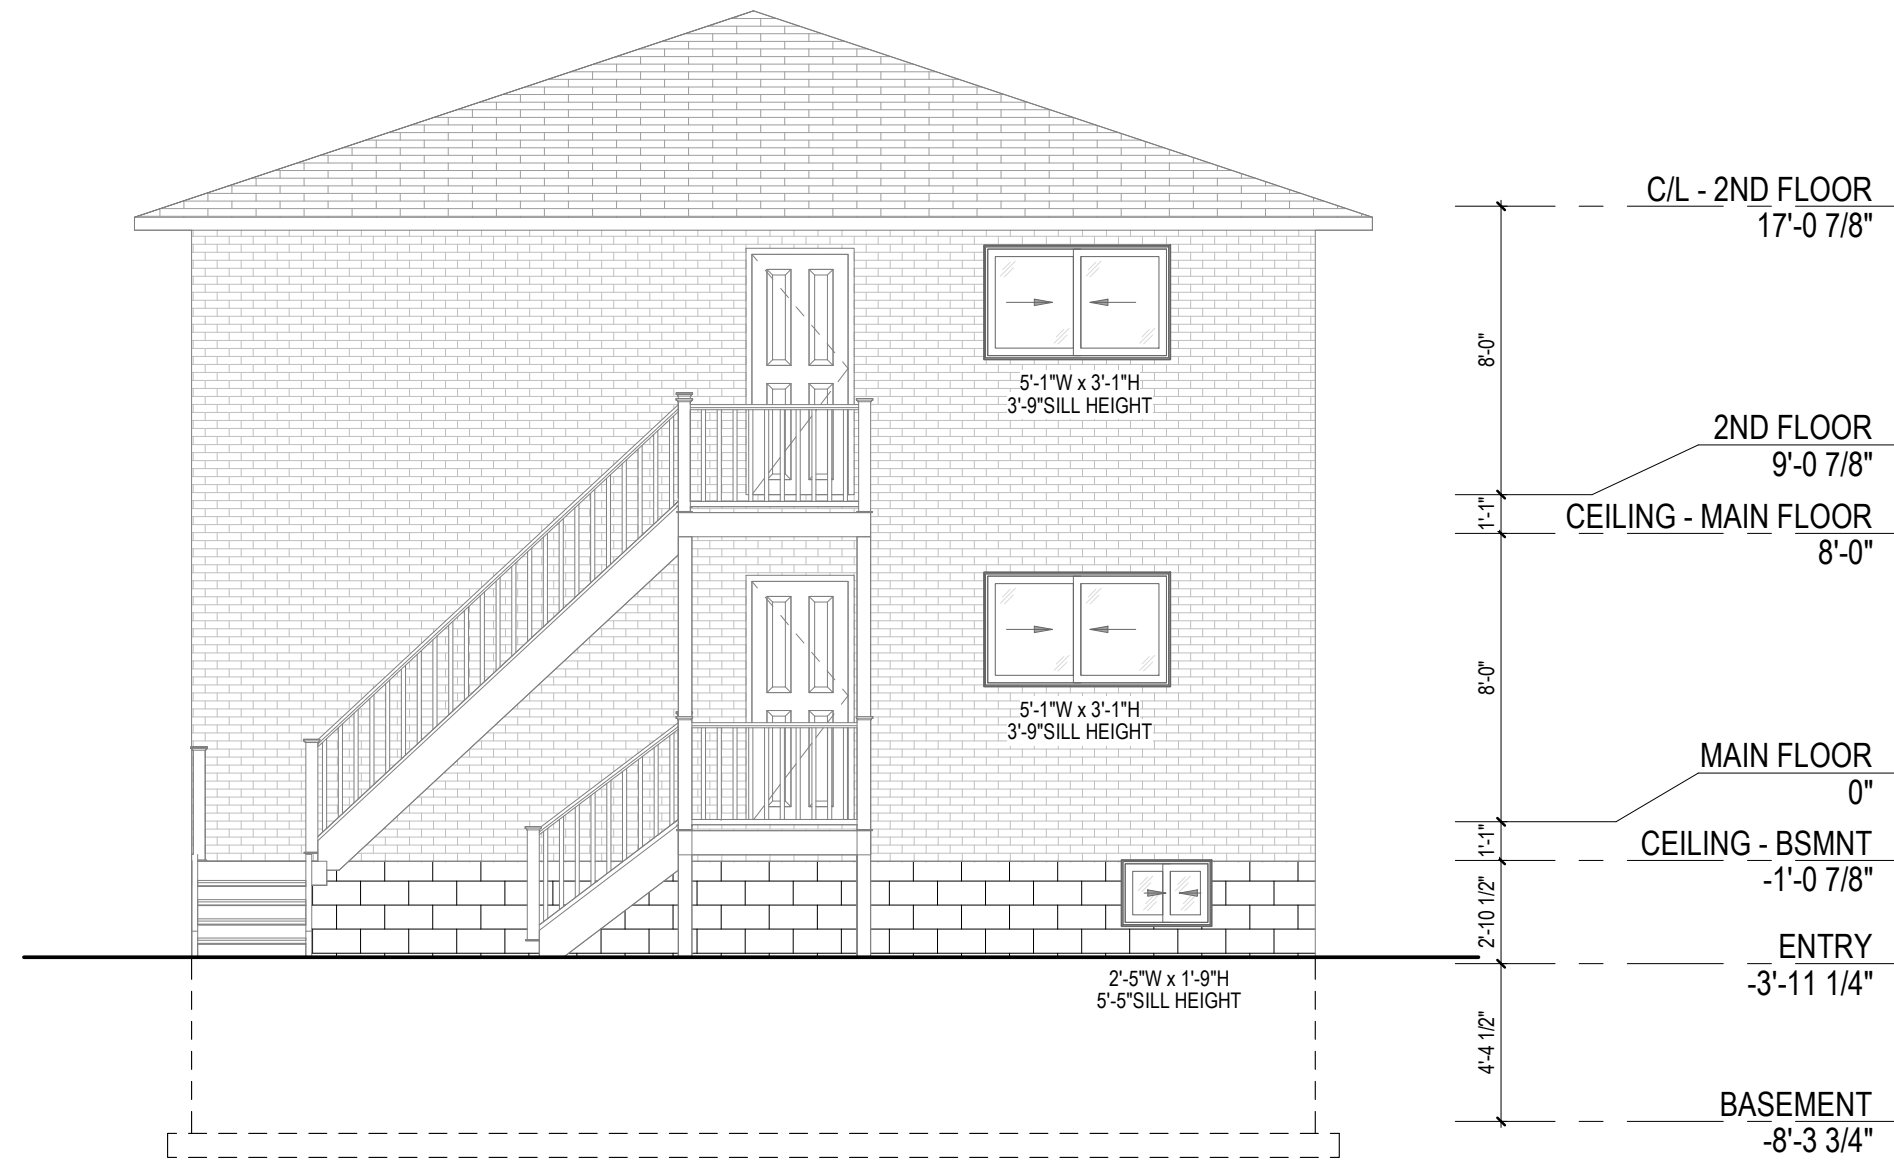 C/L - 2ND FLOOR
17'-0 7/8"
8'-0"
5'-1"W x 3'-1"H
3'-9"SILL HEIGHT
2ND FLOOR
9'-0 7/8"
1'-1"
CEILING - MAIN FLOOR
8'-0"
8'-0"
5'-1"W x 3'-1"H
3'-9"SILL HEIGHT
MAIN FLOOR
0"
1'-1"
CEILING - BSMNT
-1'-0 7/8"
2'-10 1/2"
ENTRY
-3'-11 1/4"
2'-5"W x 1'-9"H
5'-5"SILL HEIGHT
4'-4 1/2"
BASEMENT
-8'-3 3/4"